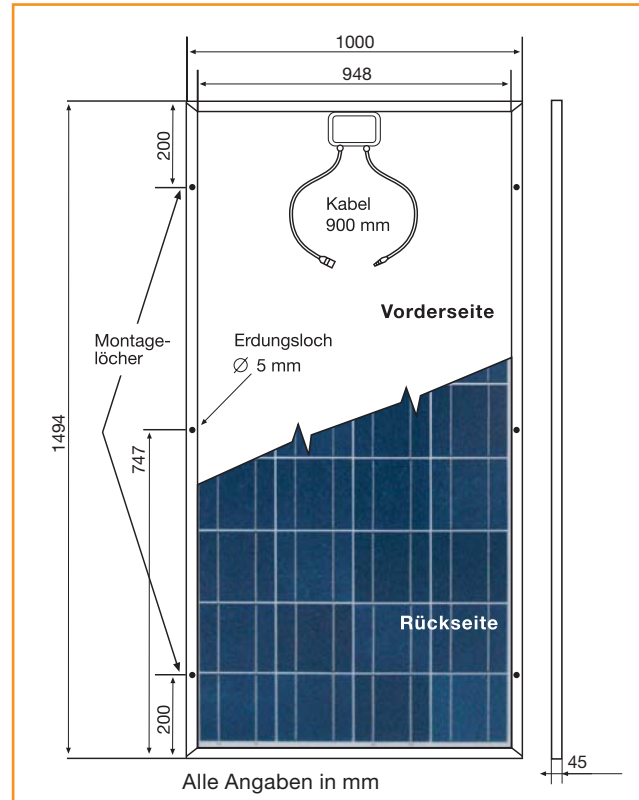 1000
948
200
Kabel
900 mm
Vorderseite
Montage-
löcher
Erdungsloch
Ø 5 mm
1494
747
Rückseite
200
45
Alle Angaben in mm